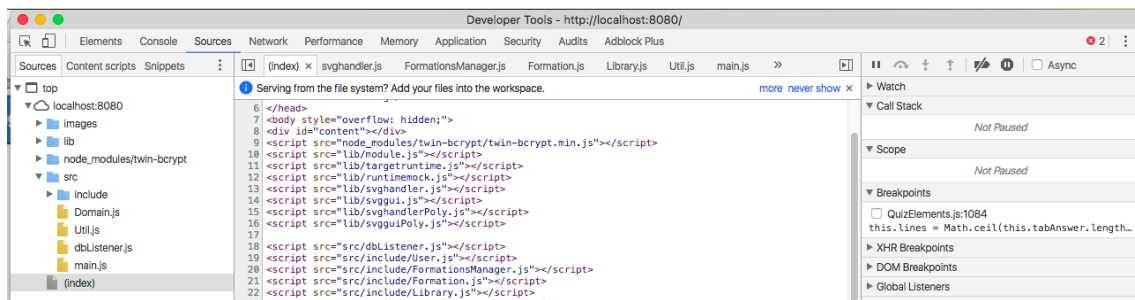 Developer Tools - http://localhost:8080/
Elements Console Sources Network Performance Memory Application Security Audits Adblock Plus 2
Sources Content scripts Snippets
(index) × svghandler.js FormationsManager.js Formation.js Library.js Util.js main.js »
Async
top
localhost:8080
images
lib
node_modules/twin-bcrypt
src
include
Domain.js
Util.js
dbListener.js
main.js
(index)
Serving from the file system? Add your files into the workspace. more never show ×
6 </head>
7 <body style="overflow: hidden;">
8 <div id="content"></div>
9 <script src="node_modules/twin-bcrypt/twin-bcrypt.min.js"></script>
10 <script src="lib/module.js"></script>
11 <script src="lib/targetruntime.js"></script>
12 <script src="lib/runtimemock.js"></script>
13 <script src="lib/svghandler.js"></script>
14 <script src="lib/svggui.js"></script>
15 <script src="lib/svghandlerPoly.js"></script>
16 <script src="lib/svgguiPoly.js"></script>
17
18 <script src="src/dbListener.js"></script>
19 <script src="src/include/User.js"></script>
20 <script src="src/include/FormationsManager.js"></script>
21 <script src="src/include/Formation.js"></script>
22 <script src="src/include/Library.js"></script>
Watch
Call Stack
Not Paused
Scope
Not Paused
Breakpoints
QuizElements.js:1084
this.lines = Math.ceil(this.tabAnswer.length…
XHR Breakpoints
DOM Breakpoints
Global Listeners